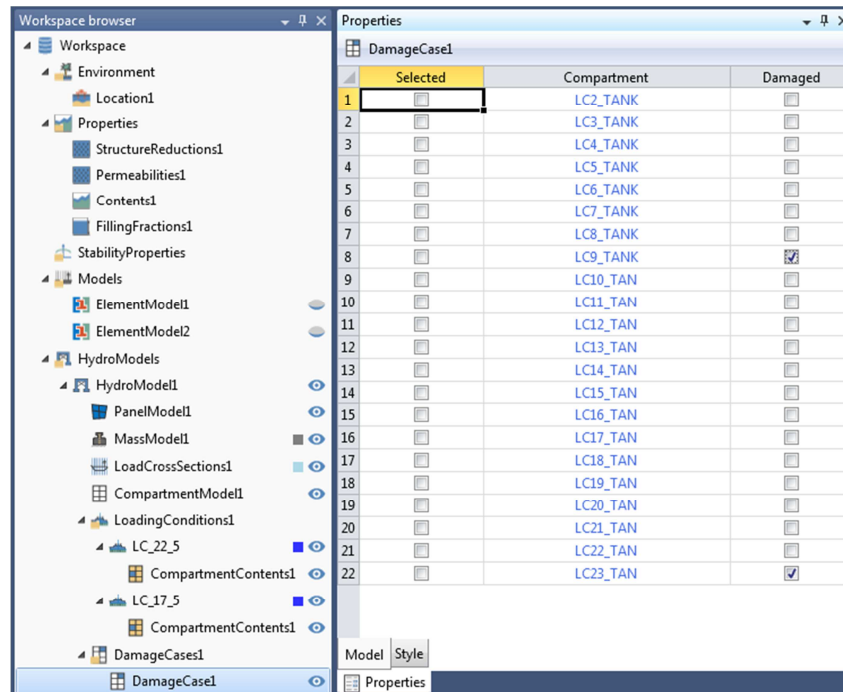 Workspace browser
Workspace
Environment
Location1
Properties
StructureReductions1
Permeabilities1
Contents1
FillingFractions1
StabilityProperties
Models
ElementModel1
ElementModel2
HydroModels
HydroModel1
PanelModel1
MassModel1
LoadCrossSections1
CompartmentModel1
LoadingConditions1
LC_22_5
CompartmentContents1
LC_17_5
CompartmentContents1
DamageCases1
DamageCase1
Properties
DamageCase1
Selected Compartment Damaged
1 LC2_TANK
2 LC3_TANK
3 LC4_TANK
4 LC5_TANK
5 LC6_TANK
6 LC7_TANK
7 LC8_TANK
8 LC9_TANK
9 LC10_TAN
10 LC11_TAN
11 LC12_TAN
12 LC13_TAN
13 LC14_TAN
14 LC15_TAN
15 LC16_TAN
16 LC17_TAN
17 LC18_TAN
18 LC19_TAN
19 LC20_TAN
20 LC21_TAN
21 LC22_TAN
22 LC23_TAN
Model Style
Properties